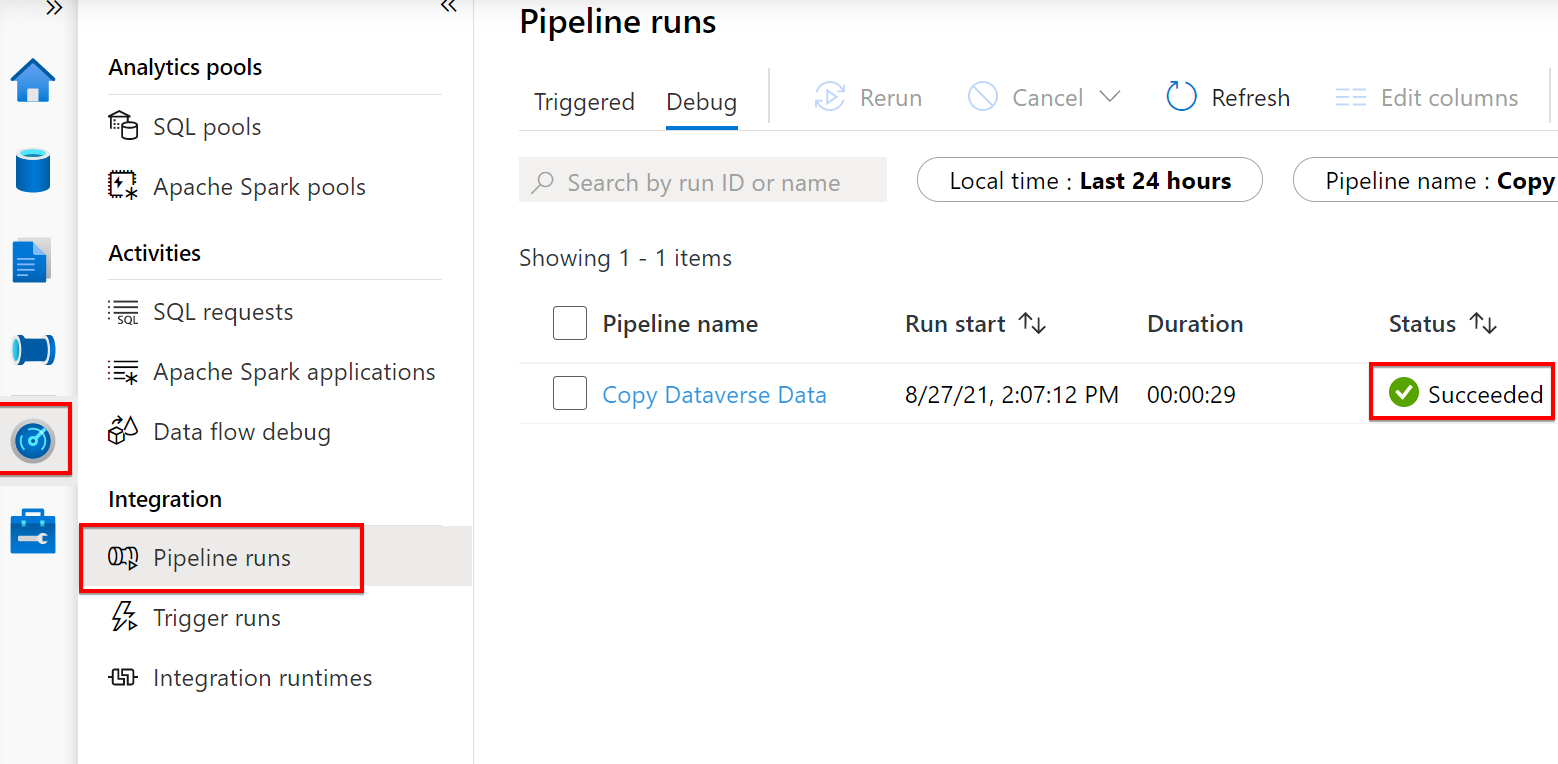 Analytics pools
SQL pools
Apache Spark pools
Activities
SQL
SQL requests
Apache Spark applications
Data flow debug
Integration
Pipeline runs
Trigger runs
Integration runtimes
Pipeline runs
Triggered Debug Rerun Cancel Refresh Edit columns
Search by run ID or name Local time : Last 24 hours Pipeline name : Copy
Showing 1 - 1 items
Pipeline name Run start Duration Status
Copy Dataverse Data 8/27/21, 2:07:12 PM 00:00:29 Succeeded